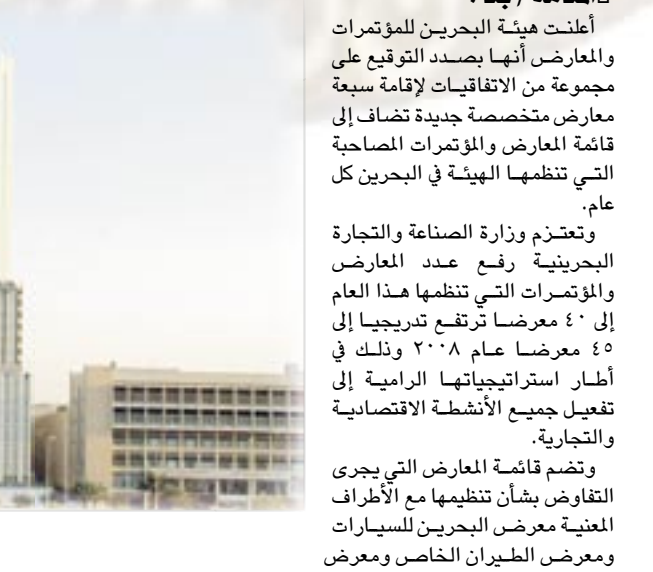 أعلنت هيئة البحرين للمؤتمرات
والمعارض أنها بصدد التوقيع على
مجموعة من الاتفاقيات لإقامة سبعة
معارض متخصصة جديدة تضاف إلى
قائمة المعارض والمؤتمرات المصاحبة
التي تنظمها الهيئة في البحرين كل
عام.
وتعتزم وزارة الصناعة والتجارة
البحرينية رفع عدد المعارض
والمؤتمرات التي تنظمها هذا العام
إلى ٤٠ معرضا ترتفع تدريجيا إلى
٤٥ معرضا عام ٢٠٠٨ وذلك في
أطار استراتيجياتها الرامية إلى
تفعيل جميع الأنشطة الاقتصادية
والتجارية.
وتضم قائمة المعارض التي يجرى
التفاوض بشأن تنظيمها مع الأطراف
المعنية معرض البحرين للسيارات
ومعرض الطيران الخاص ومعرض